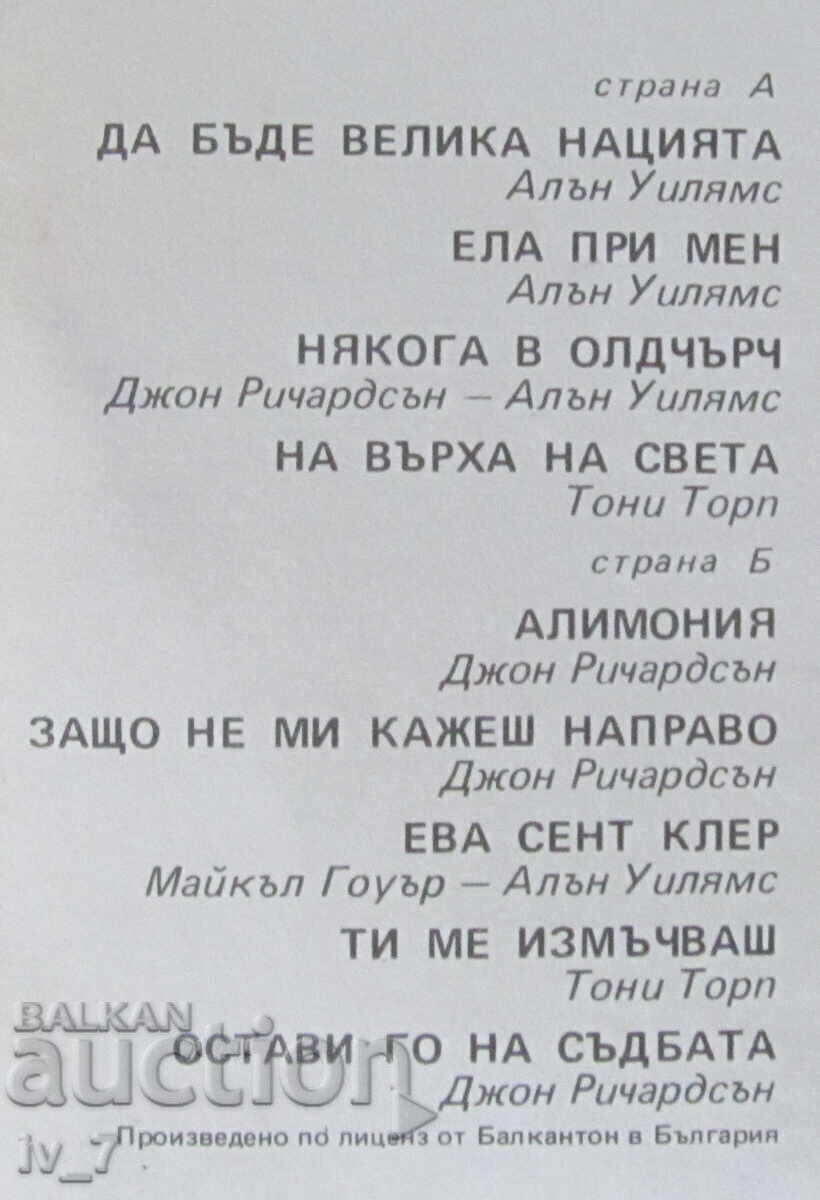 страна А
ДА БЪДЕ ВЕЛИКА НАЦИЯТА
Алън Уилямс
ЕЛА ПРИ МЕН
Алън Уилямс
НЯКОГА В ОЛДЧЪРЧ
Джон Ричардсън – Алън Уилямс
НА ВЪРХА НА СВЕТА
Тони Торп
страна Б
АЛИМОНИЯ
Джон Ричардсън
ЗАЩО НЕ МИ КАЖЕШ НАПРАВО
Джон Ричардсън
ЕВА СЕНТ КЛЕР
Майкъл Гоуър – Алън Уилямс
ТИ МЕ ИЗМЪЧВАШ
Тони Торп
ОСТАВИ ГО НА СЪДБАТА
Джон Ричардсън
Произведено по лиценз от Балкантон в България
BALKAN
auction
iv_7